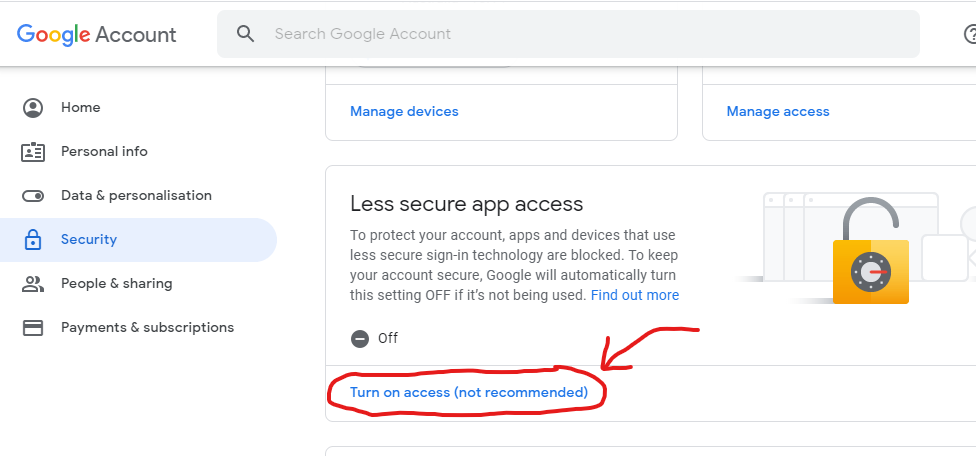 Google Account
Search Google Account
Home
Personal info
Data & personalisation
Security
People & sharing
Payments & subscriptions
Manage devices
Manage access
Less secure app access
To protect your account, apps and devices that use
less secure sign-in technology are blocked. To keep
your account secure, Google will automatically turn
this setting OFF if it's not being used. Find out more
Off
Turn on access (not recommended)